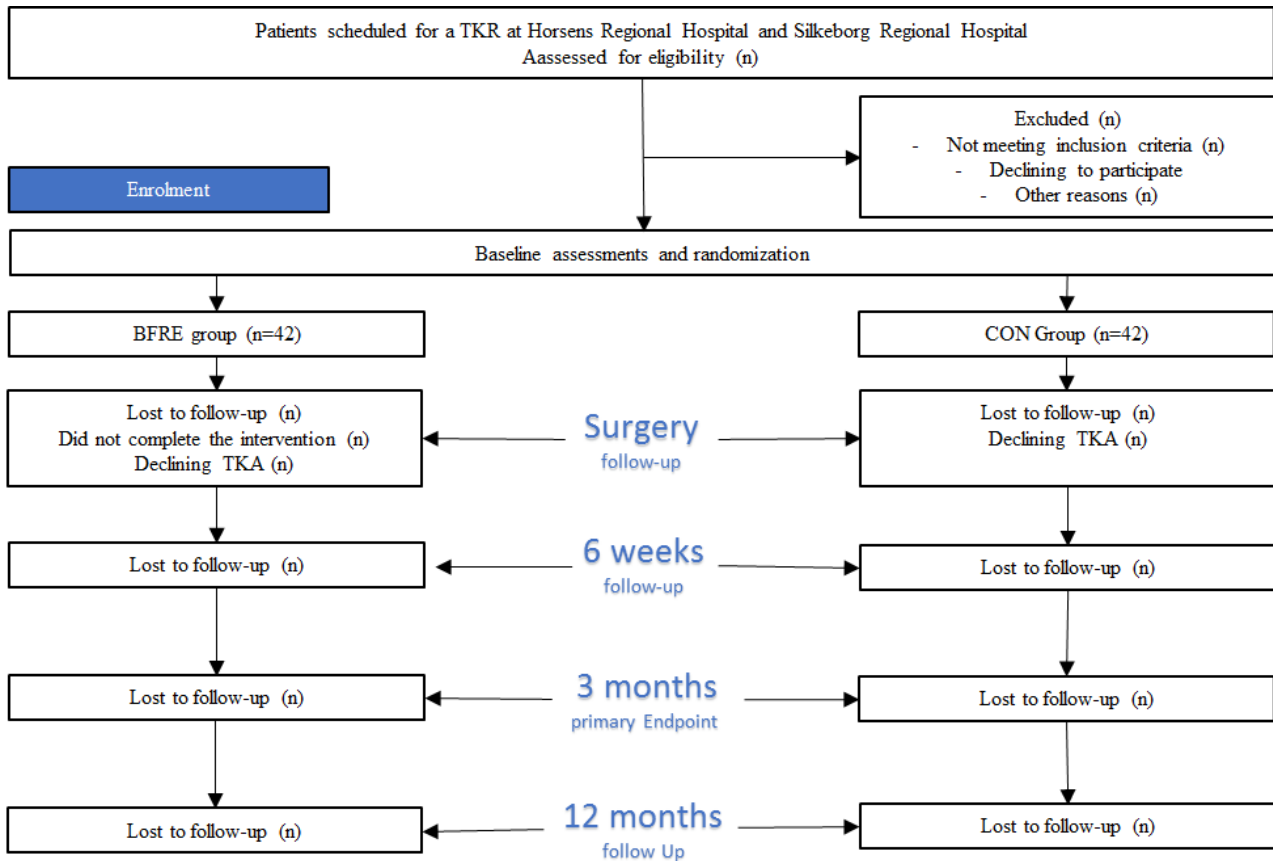 Patients scheduled for a TKR at Horsens Regional Hospital and Silkeborg Regional Hospital
Aassessed for eligibility (n)
Excluded (n)
- Not meeting inclusion criteria (n)
- Declining to participate
- Other reasons (n)
Enrolment
Baseline assessments and randomization
BFRE group (n=42)
CON Group (n=42)
Lost to follow-up (n)
Did not complete the intervention (n)
Declining TKA (n)
Surgery
follow-up
Lost to follow-up (n)
Declining TKA (n)
Lost to follow-up (n)
6 weeks
follow-up
Lost to follow-up (n)
Lost to follow-up (n)
3 months
primary Endpoint
Lost to follow-up (n)
Lost to follow-up (n)
12 months
follow Up
Lost to follow-up (n)